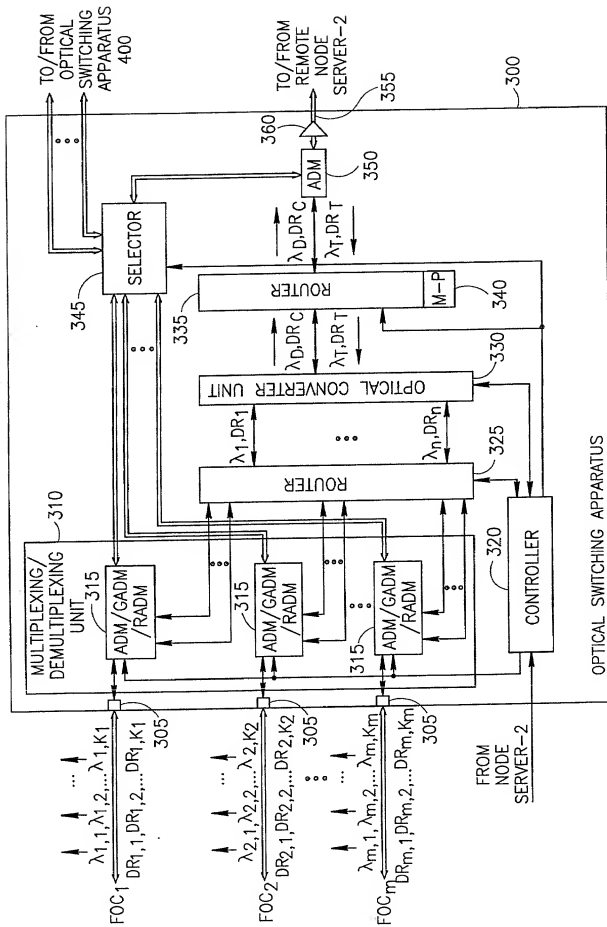 TO/FROM
OPTICAL
SWITCHING
APPARATUS
400
TO/FROM
REMOTE
NODE
SERVER-2
355
300
360
ADM
350
345
SELECTOR
λD,DRC
λT,DRT
335
ROUTER
M-P
340
λD,DRC
λT,DRT
OPTICAL CONVERTER UNIT
330
λ1,DR1
λn,DRn
ROUTER
325
310
MULTIPLEXING/
DEMULTIPLEXING
UNIT
315
ADM/GADM
/RADM
315
ADM/GADM
/RADM
315
ADM/GADM
/RADM
CONTROLLER
320
OPTICAL SWITCHING APPARATUS
305
305
305
FROM
NODE
SERVER-2
λ1,1,λ1,2,... λ1,K1
FOC1
DR1,1,DR1,2,... DR1,K1
λ2,1,λ2,2,... λ2,K2
FOC2
DR2,1,DR2,2,... DR2,K2
λm,1,λm,2,... λm,Km
FOCm
DRm,1,DRm,2,... DRm,Km